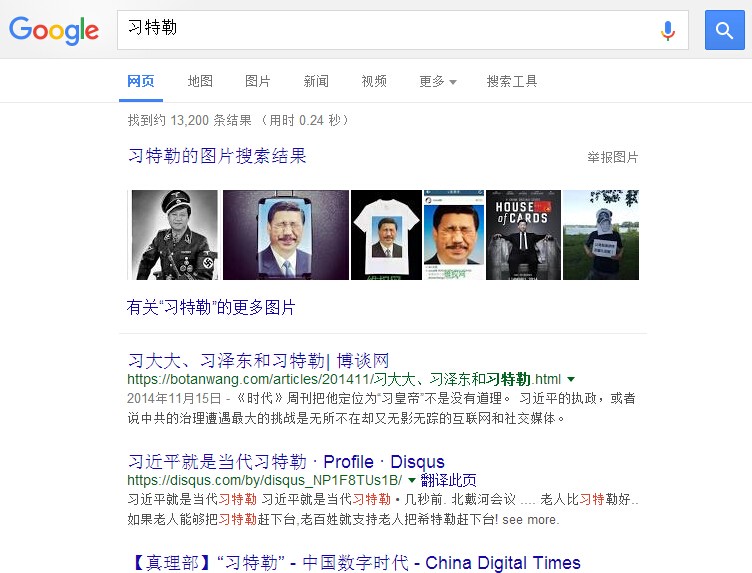 Google 习特勒
网页 地图 图片 新闻 视频 更多 搜索工具
找到约 13,200 条结果 （用时 0.24 秒）
习特勒的图片搜索结果 举报图片
HOUSE
of CARDS
有关“习特勒”的更多图片
习大大、习泽东和习特勒| 博谈网
https://botanwang.com/articles/201411/习大大、习泽东和习特勒.html
2014年11月15日 - 《时代》周刊把他定位为“习皇帝”不是没有道理。 习近平的执政，或者
说中共的治理遭遇最大的挑战是无所不在却又无影无踪的互联网和社交媒体。
习近平就是当代习特勒 · Profile · Disqus
https://disqus.com/by/disqus_NP1F8TUs1B/ 翻译此页
习近平就是当代习特勒 习近平就是当代习特勒 • 几秒前. 北戴河会议 .... 老人比习特勒好..
如果老人能够把习特勒赶下台,老百姓就支持老人把希特勒赶下台! see more.
【真理部】“习特勒” - 中国数字时代 - China Digital Times